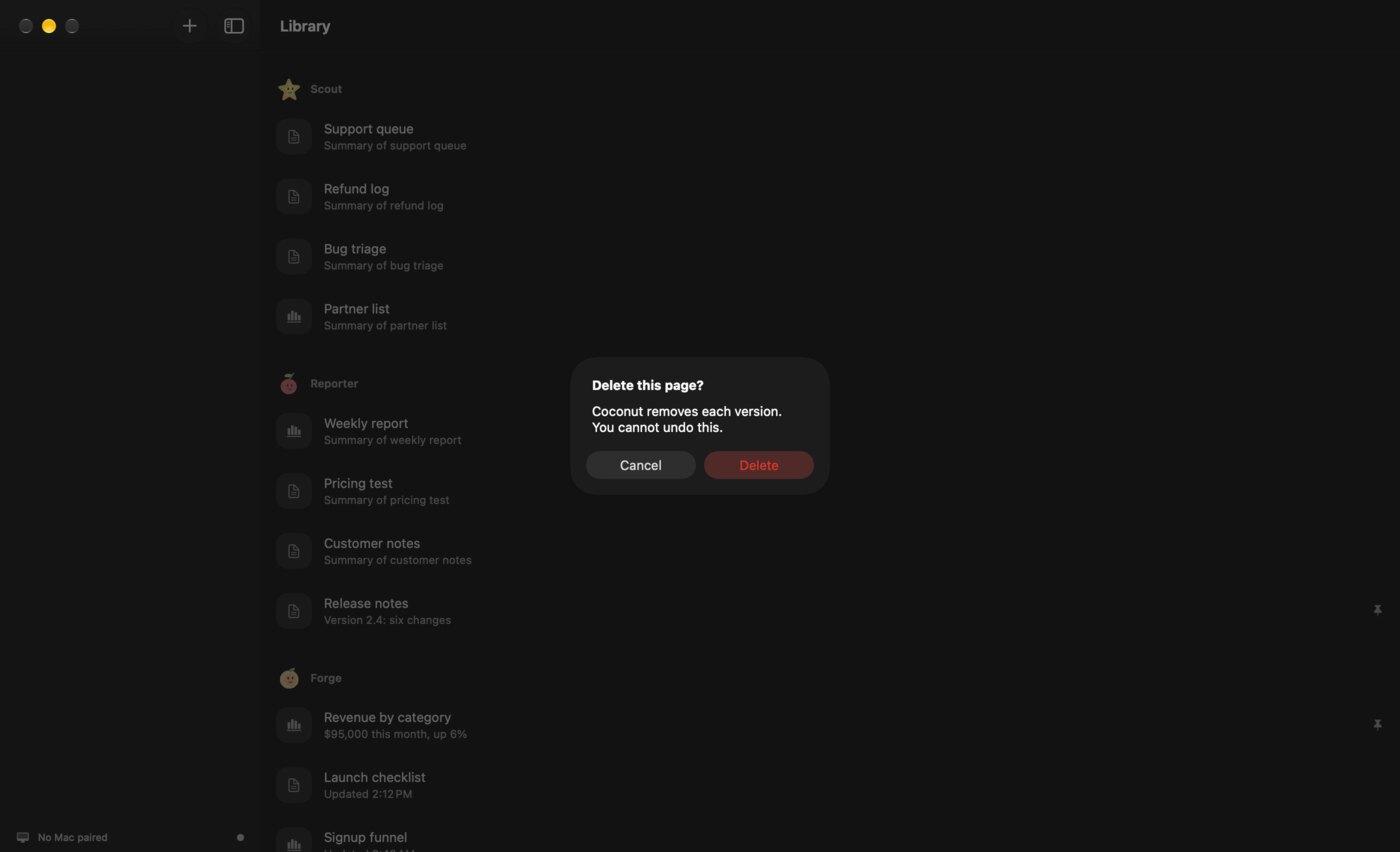 Library
Scout
Support queue
Summary of support queue
Refund log
Summary of refund log
Bug triage
Summary of bug triage
Partner list
Summary of partner list
Reporter
Weekly report
Summary of weekly report
Pricing test
Summary of pricing test
Customer notes
Summary of customer notes
Release notes
Version 2.4: six changes
Forge
Revenue by category
$95,000 this month, up 6%
Launch checklist
Updated 2:12 PM
Signup funnel
Delete this page?
Coconut removes each version.
You cannot undo this.
Cancel
Delete
No Mac paired